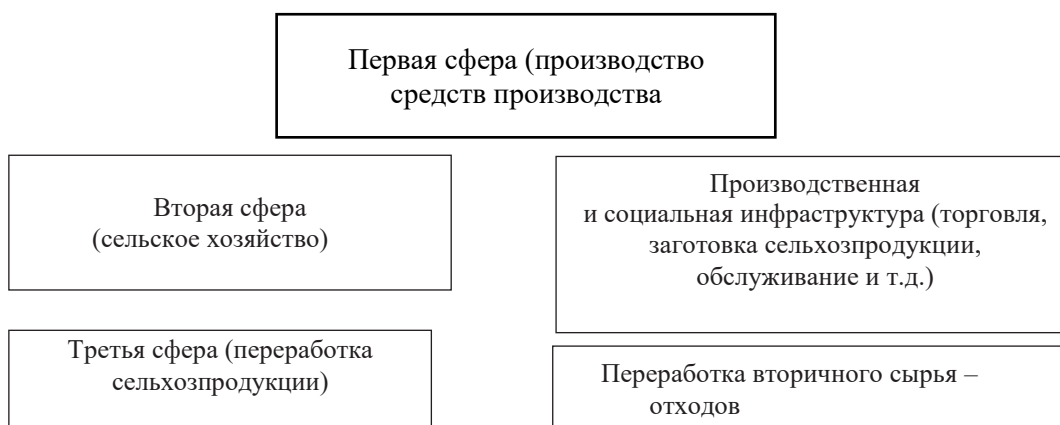 Первая сфера (производство
средств производства
Вторая сфера
(сельское хозяйство)
Производственная
и социальная инфраструктура (торговля,
заготовка сельхозпродукции,
обслуживание и т.д.)
Третья сфера (переработка
сельхозпродукции)
Переработка вторичного сырья –
отходов